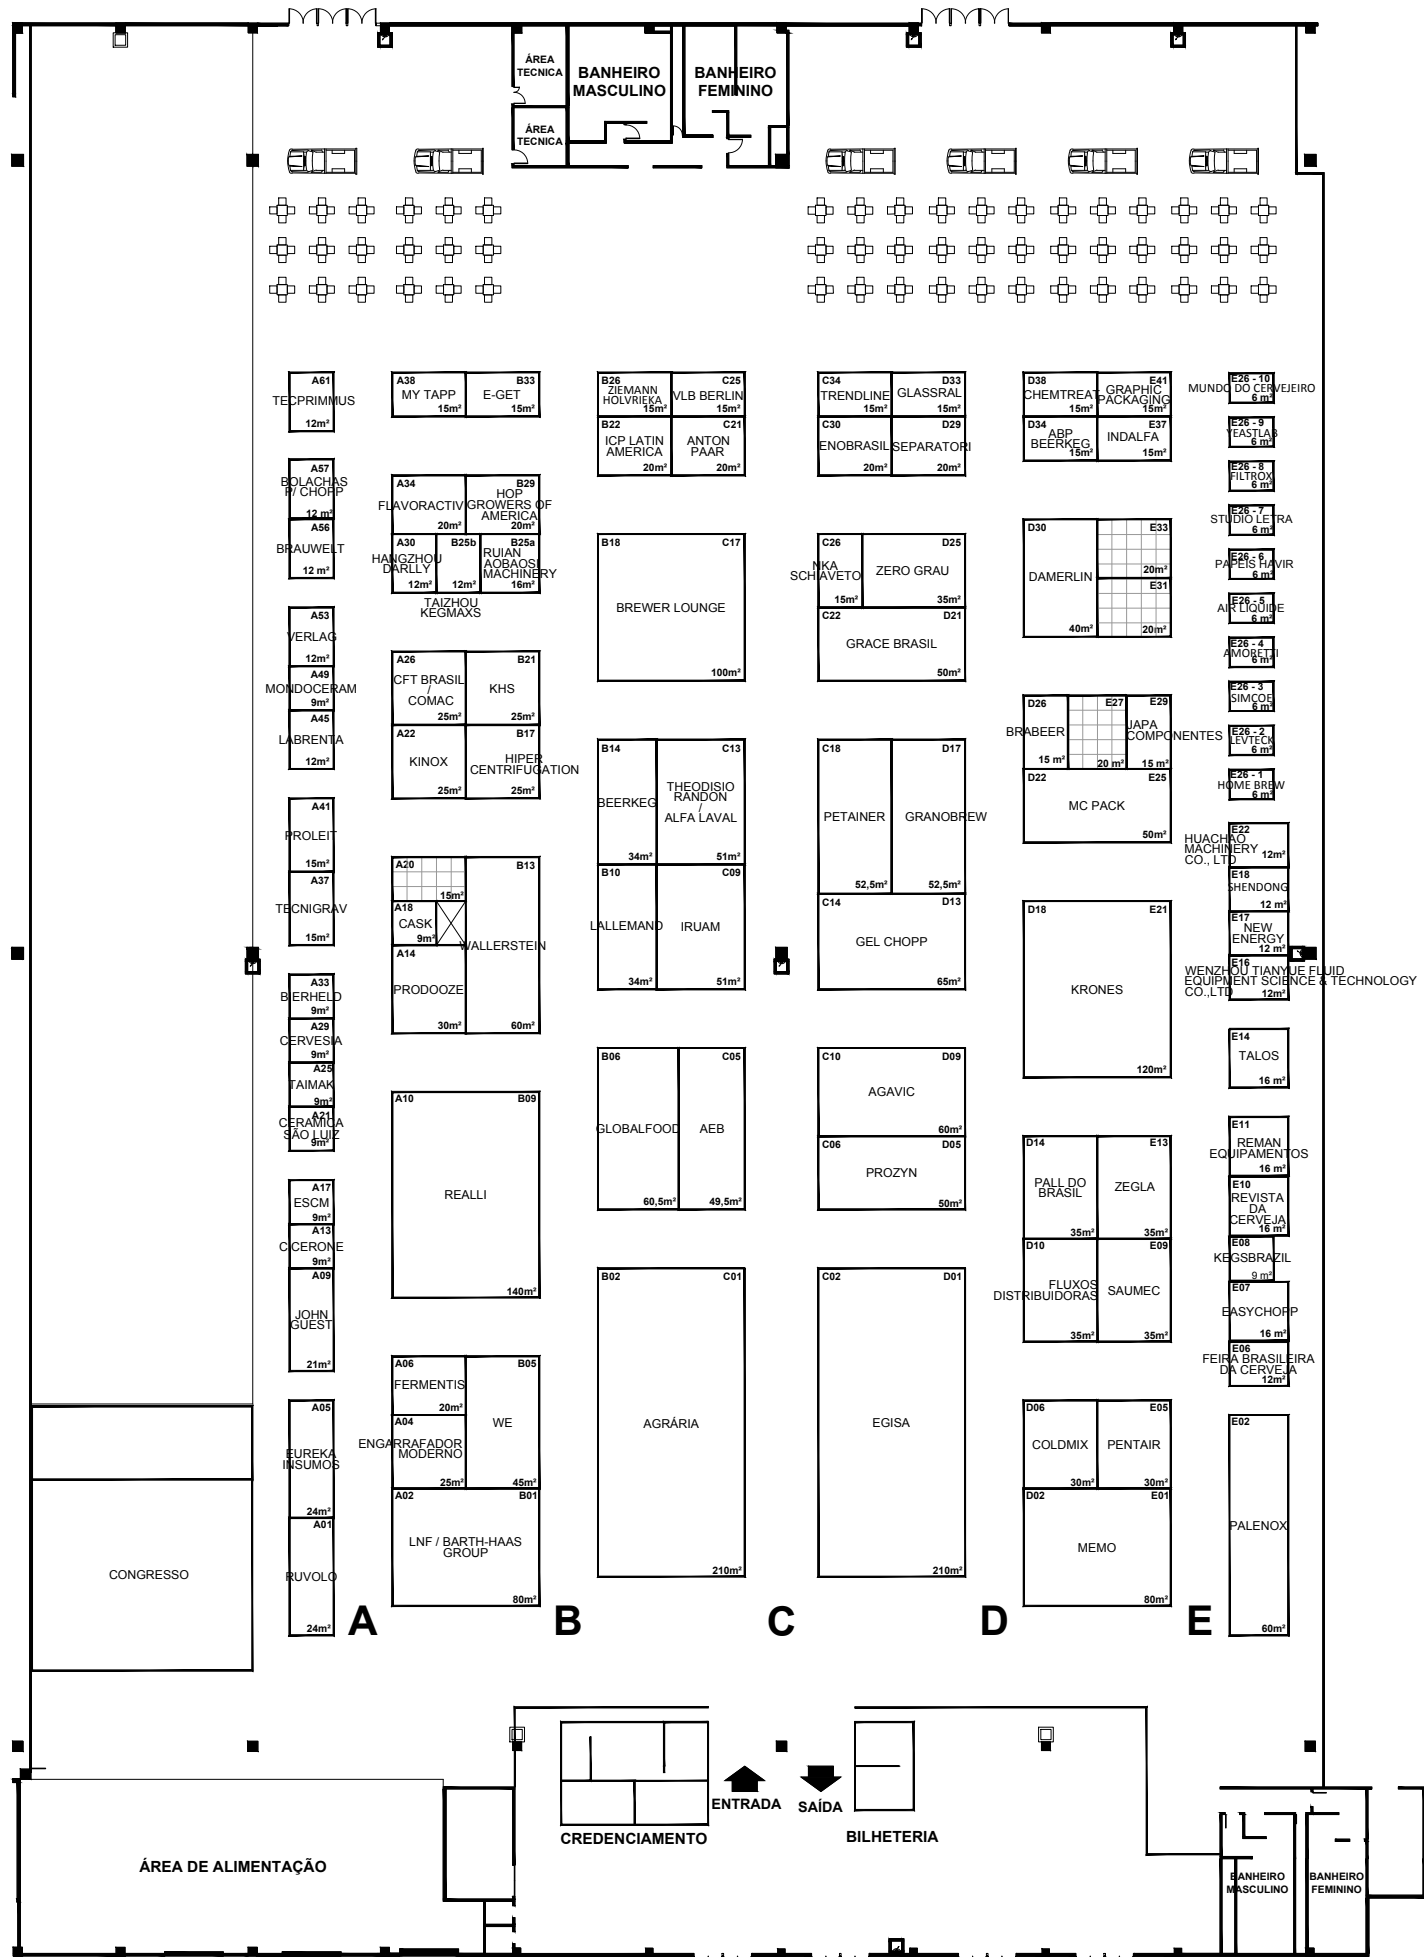 ÁREA
TECNICA
BANHEIRO
MASCULINO
BANHEIRO
FEMININO
ÁREA
TECNICA
A61
TECPRIMMUS
12m²
A57
BOLACHAS
P/ CHOPP
12 m²
A56
BRAUWELT
12 m²
A53
VERLAG
12m²
A49
MONDOCERAM
9m²
A45
LABRENTA
12m²
A41
PROLEIT
15m²
A37
TECNIGRAV
15m²
A33
BIERHELD
9m²
A29
CERVESIA
9m²
A25
TAIMAK
9m²
A21
CERAMICA
SÃO LUIZ
9m²
A17
ESCM
9m²
A13
CICERONE
9m²
A09
JOHN
GUEST
21m²
A05
EUREKA
INSUMOS
24m²
A01
RUVOLO
24m²
A
A38
MY TAPP
15m²
B33
E-GET
15m²
A34
FLAVORACTIV
20m²
B29
HOP
GROWERS OF
AMERICA
20m²
A30
HANGZHOU
DARLLY
12m²
B25b
12m²
TAIZHOU
KEGMAXS
B25a
RUIAN
AOBAOSI
MACHINERY
16m²
A26
CFT BRASIL
/
COMAC
25m²
B21
KHS
25m²
A22
KINOX
25m²
B17
HIPER
CENTRIFUGATION
25m²
A20
15m²
A18
CASK
9m²
B13
WALLERSTEIN
60m²
A14
PRODOOZE
30m²
A10
B09
REALLI
140m²
A06
FERMENTIS
20m²
B05
WE
45m²
A04
ENGARRAFADOR
MODERNO
25m²
A02
B01
LNF / BARTH-HAAS
GROUP
80m²
B
B26
ZIEMANN
HOLVRIEKA
15m²
C25
VLB BERLIN
15m²
B22
ICP LATIN
AMERICA
20m²
C21
ANTON
PAAR
20m²
B18
C17
BREWER LOUNGE
100m²
B14
BEERKEG
34m²
C13
THEODISIO
RANDON
/
ALFA LAVAL
51m²
B10
LALLEMAND
34m²
C09
IRUAM
51m²
B06
GLOBALFOOD
60,5m²
C05
AEB
49,5m²
B02
C01
AGRÁRIA
210m²
C
C34
TRENDLINE
15m²
D33
GLASSRAL
15m²
C30
ENOBRASIL
20m²
D29
SEPARATORI
20m²
C26
NKA
SCHIAVETO
15m²
D25
ZERO GRAU
35m²
C22
D21
GRACE BRASIL
50m²
C18
PETAINER
52,5m²
D17
GRANOBREW
52,5m²
C14
D13
GEL CHOPP
65m²
C10
D09
AGAVIC
60m²
C06
D05
PROZYN
50m²
C02
D01
EGISA
210m²
D
D38
CHEMTREAT
15m²
E41
GRAPHIC
PACKAGING
15m²
D34
ABP
BEERKEG
15m²
E37
INDALFA
15m²
D30
DAMERLIN
40m²
E33
20m²
E31
20m²
D26
BRABEER
15 m²
E27
20 m²
E29
JAPA
COMPONENTES
15 m²
D22
E25
MC PACK
50m²
D18
E21
KRONES
120m²
D14
PALL DO
BRASIL
35m²
E13
ZEGLA
35m²
D10
FLUXOS
DISTRIBUIDORAS
35m²
E09
SAUMEC
35m²
D06
COLDMIX
30m²
E05
PENTAIR
30m²
D02
E01
MEMO
80m²
E
E26 - 10
MUNDO DO CERVEJEIRO
6 m²
E26 - 9
YEASTLAB
6 m²
E26 - 8
FILTROX
6 m²
E26 - 7
STUDIO LETRA
6 m²
E26 - 6
PAPEIS HAVIR
6 m²
E26 - 5
AIR LIQUIDE
6 m²
E26 - 4
AMORETTI
6 m²
E26 - 3
SIMCOE
6 m²
E26 - 2
LEVTECK
6 m²
E26 - 1
HOME BREW
6 m²
E22
HUACHAO
MACHINERY
CO., LTD
12m²
E18
SHENDONG
12 m²
E17
NEW
ENERGY
12 m²
E16
WENZHOU TIANYUE FLUID
EQUIPMENT SCIENCE & TECHNOLOGY
CO.,LTD
12m²
E14
TALOS
16 m²
E11
REMAN
EQUIPAMENTOS
16 m²
E10
REVISTA
DA
CERVEJA
16 m²
E08
KEGSBRAZIL
9 m²
E07
EASYCHOPP
16 m²
E06
FEIRA BRASILEIRA
DA CERVEJA
12m²
E02
PALENOX
60m²
CONGRESSO
ENTRADA
SAÍDA
CREDENCIAMENTO
BILHETERIA
ÁREA DE ALIMENTAÇÃO
BANHEIRO
MASCULINO
BANHEIRO
FEMININO